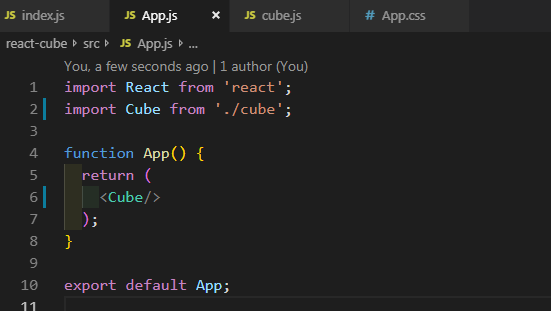 JS index.js JS App.js × JS cube.js # App.css
react-cube > src > JS App.js > ...
You, a few seconds ago | 1 author (You)
1 import React from 'react';
2 import Cube from './cube';
3
4 function App() {
5   return (
6     <Cube/>
7   );
8 }
9
10 export default App;
11